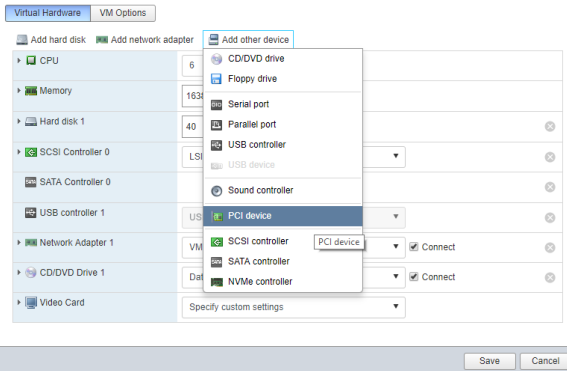 Virtual Hardware VM Options
Add hard disk Add network adapter Add other device
CPU 6
CD/DVD drive
Floppy drive
Memory
Serial port
Parallel port
Hard disk 1 40
USB controller
SCSI Controller 0 LSI
USB device
SATA Controller 0
Sound controller
USB controller 1
PCI device
Network Adapter 1 VM Connect
SCSI controller PCI device
SATA controller
CD/DVD Drive 1 Connect
NVMe controller
Video Card Specify custom settings
Save Cancel